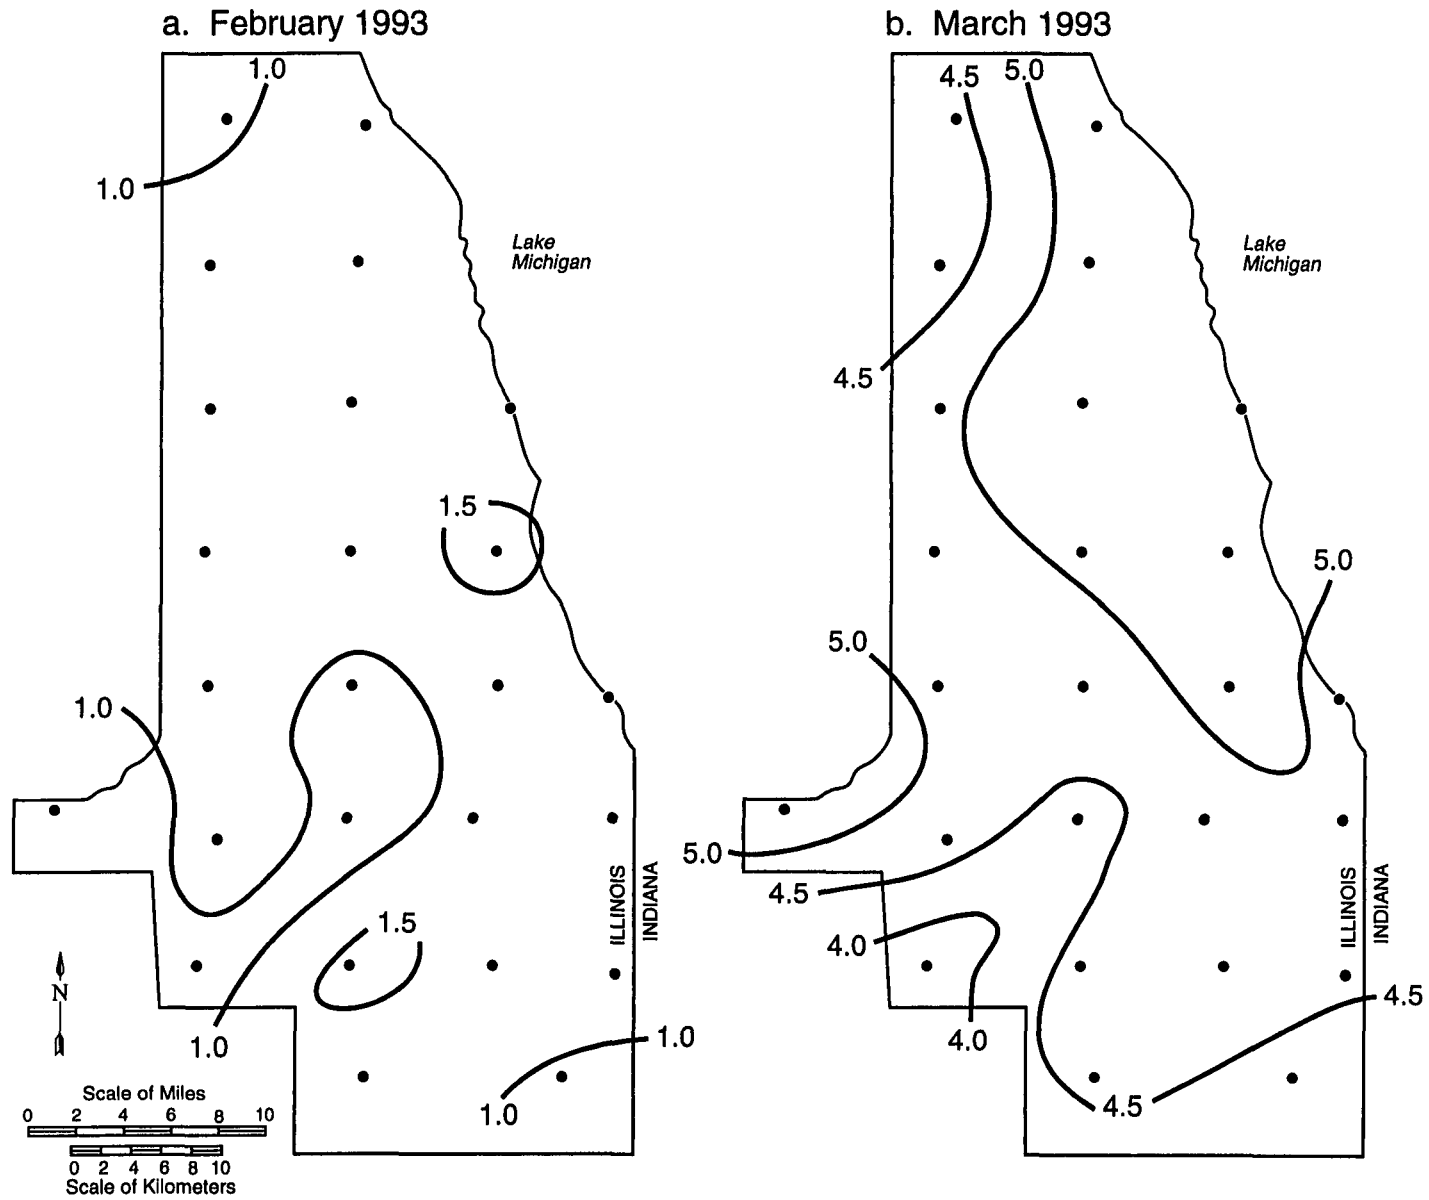 a. February 1993
1.0
1.0
Lake
Michigan
1.5
1.0
ILLINOIS
INDIANA
1.5
N
1.0
1.0
1.0
Scale of Miles
0 2 4 6 8 10
0 2 4 6 8 10
Scale of Kilometers
b. March 1993
4.5 5.0
Lake
Michigan
4.5
5.0
5.0
5.0
4.5
ILLINOIS
INDIANA
4.0
4.5
4.0
4.5